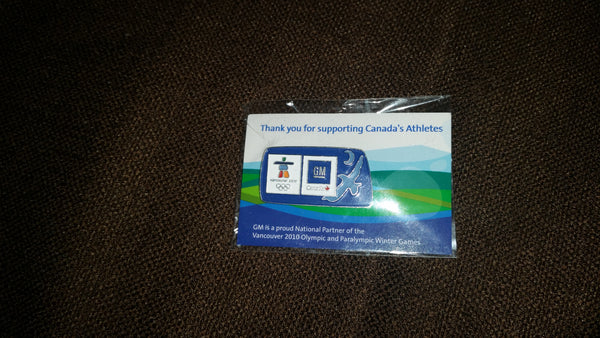 Thank you for supporting Canada's Athletes
vancouver 2010
GM
GM is a proud National Partner of the
Vancouver 2010 Olympic and Paralympic Winter Games